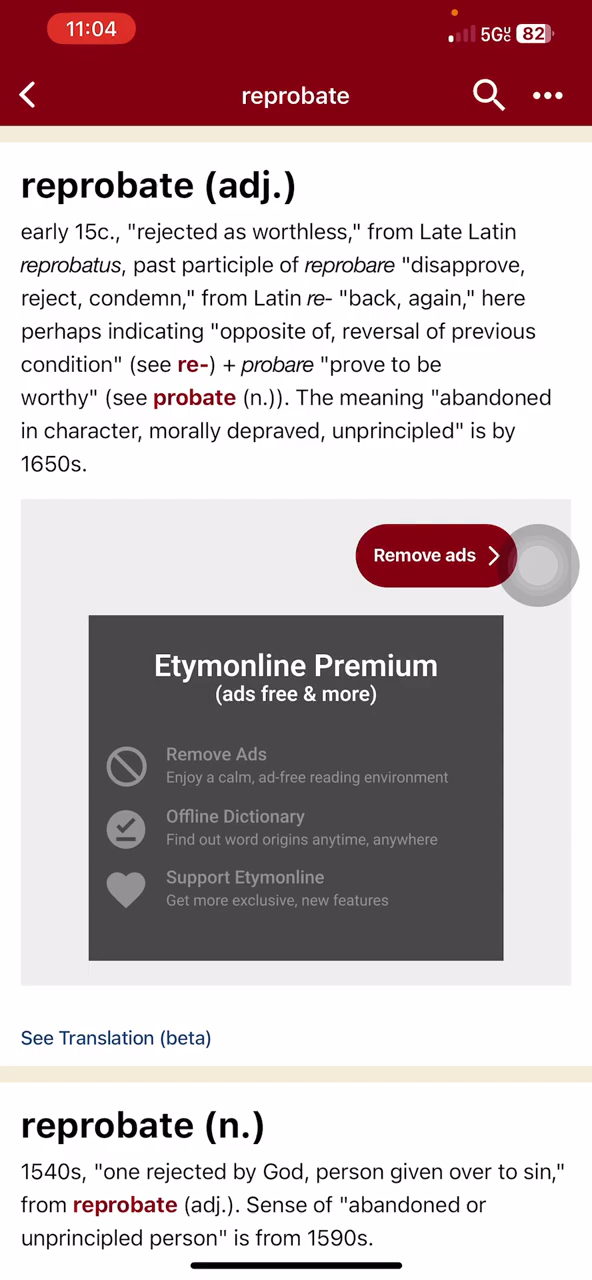 11:04
5G 82
reprobate
reprobate (adj.)
early 15c., "rejected as worthless," from Late Latin
reprobatus, past participle of reprobare "disapprove,
reject, condemn," from Latin re- "back, again," here
perhaps indicating "opposite of, reversal of previous
condition" (see re-) + probare "prove to be
worthy" (see probate (n.)). The meaning "abandoned
in character, morally depraved, unprincipled" is by
1650s.
Remove ads
Etymonline Premium
(ads free & more)
Remove Ads
Enjoy a calm, ad-free reading environment
Offline Dictionary
Find out word origins anytime, anywhere
Support Etymonline
Get more exclusive, new features
See Translation (beta)
reprobate (n.)
1540s, "one rejected by God, person given over to sin,"
from reprobate (adj.). Sense of "abandoned or
unprincipled person" is from 1590s.